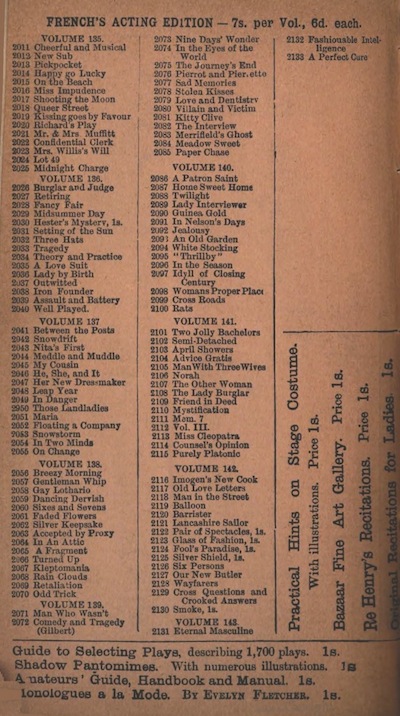 FRENCH'S ACTING EDITION — 7s. per Vol., 6d. each.
VOLUME 135.
2011 Cheerful and Musical
2012 New Sub
2013 Pickpocket
2014 Happy go Lucky
2015 On the Beach
2016 Miss Impudence
2017 Shooting the Moon
2018 Queer Street
2019 Kissing goes by Favour
2020 Richard's Play
2021 Mr. & Mrs. Muffitt
2022 Confidential Clerk
2023 Mrs. Willis's Will
2024 Lot 49
2025 Midnight Charge
VOLUME 136.
2026 Burglar and Judge
2027 Retiring
2028 Fancy Fair
2029 Midsummer Day
2030 Hester's Mystery, 1s.
2031 Setting of the Sun
2032 Three Hats
2033 Tragedy
2034 Theory and Practice
2035 A Love Suit
2036 Lady by Birth
2037 Outwitted
2038 Iron Founder
2039 Assault and Battery
2040 Well Played.
VOLUME 137
2041 Between the Posts
2042 Snowdrift
2043 Nita's First
2044 Meddle and Muddle
2045 My Cousin
2046 He, She, and It
2047 Her New Dressmaker
2048 Leap Year
2049 In Danger
2050 Those Landladies
2051 Maria
2052 Floating a Company
2053 Snowstorm
2054 In Two Minds
2055 On Change
VOLUME 138.
2056 Breezy Morning
2057 Gentleman Whip
2058 Gay Lothario
2059 Dancing Dervish
2060 Sixes and Sevens
2061 Faded Flowers
2062 Silver Keepsake
2063 Accepted by Proxy
2064 In An Attic
2065 A Fragment
2066 Turned Up
2067 Kleptomania
2068 Rain Clouds
2069 Retaliation
2070 Odd Trick
VOLUME 139.
2071 Man Who Wasn't
2072 Comedy and Tragedy
(Gilbert)
2073 Nine Days' Wonder
2074 In the Eyes of the
World
2075 The Journey's End
2076 Pierrot and Pierrette
2077 Sad Memories
2078 Stolen Kisses
2079 Love and Dentistry
2080 Villain and Victim
2081 Kitty Clive
2082 The Interview
2083 Merrifield's Ghost
2084 Meadow Sweet
2085 Paper Chase
VOLUME 140.
2086 A Patron Saint
2087 Home Sweet Home
2088 Twilight
2089 Lady Interviewer
2090 Guinea Gold
2091 In Nelson's Days
2092 Jealousy
2093 An Old Garden
2094 White Stocking
2095 "Thrillby"
2096 In the Season
2097 Idyll of Closing
Century
2098 Womans Proper Place
2099 Cross Roads
2100 Rats
VOLUME 141.
2101 Two Jolly Bachelors
2102 Semi-Detached
2103 April Showers
2104 Advice Gratis
2105 Man With Three Wives
2106 Norah
2107 The Other Woman
2108 The Lady Burglar
2109 Friend in Deed
2110 Mystification
2111 Mem. 7
2112 Vol. III.
2113 Miss Cleopatra
2114 Counsel's Opinion
2115 Purely Platonic
VOLUME 142.
2116 Imogen's New Cook
2117 Old Love Letters
2118 Man in the Street
2119 Balloon
2120 Barrister
2121 Lancashire Sailor
2122 Pair of Spectacles, 1s.
2123 Glass of Fashion, 1s.
2124 Fool's Paradise, 1s.
2125 Silver Shield, 1s.
2126 Six Persons
2127 Our New Butler
2128 Wayfarers
2129 Cross Questions and
Crooked Answers
2130 Smoke, 1s.
VOLUME 143.
2131 Eternal Masculine
2132 Fashionable Intel-
ligence
2133 A Perfect Cure
Practical Hints on Stage Costume.
With illustrations. Price 1s.
Bazaar Fine Art Gallery. Price 1s.
Re Henry's Recitations. Price 1s.
Original Recitations for Ladies. 1s.
Guide to Selecting Plays, describing 1,700 plays. 1s.
Shadow Pantomimes. With numerous illustrations. 1s
Amateurs' Guide, Handbook and Manual. 1s.
onologues a la Mode. BY EVELYN FLETCHER. 1s.